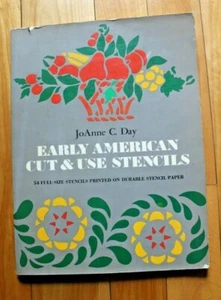 JoAnne C. Day
EARLY AMERICAN
CUT & USE STENCILS
54 FULL-SIZE STENCILS PRINTED ON DURABLE STENCIL PAPER